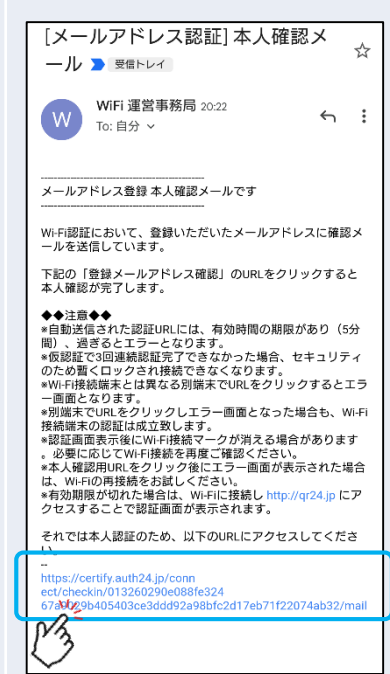 [メールアドレス認証] 本人確認メ
ール 受信トレイ
W
WiFi 運営事務局 20:22
To: 自分
----------------------------------------
メールアドレス登録 本人確認メールです
----------------------------------------
Wi-Fi認証において、登録いただいたメールアドレスに確認メ
ールを送信しています。
下記の「登録メールアドレス確認」のURLをクリックすると
本人確認が完了します。
◆◆注意◆◆
*自動送信された認証URLには、有効時間の期限があり（5分
間）、過ぎるとエラーとなります。
*仮認証で3回連続認証完了できなかった場合、セキュリティ
のため暫くロックされ接続できなくなります。
*Wi-Fi接続端末とは異なる別端末でURLをクリックするとエラ
ー画面となります。
*別端末でURLをクリックしエラー画面となった場合も、Wi-Fi
接続端末の認証は成立致します。
*認証画面表示後にWi-Fi接続マークが消える場合があります
。必要に応じてWi-Fi接続を再度ご確認ください。
*本人確認用URLをクリック後にエラー画面が表示された場合
は、Wi-Fiの再接続をお試しください。
*有効期限が切れた場合は、Wi-Fiに接続し http://qr24.jp にア
クセスすることで認証画面が表示されます。
それでは本人認証のため、以下のURLにアクセスしてくださ
い。
--
https://certify.auth24.jp/conn
ect/checkin/013260290e088fe324